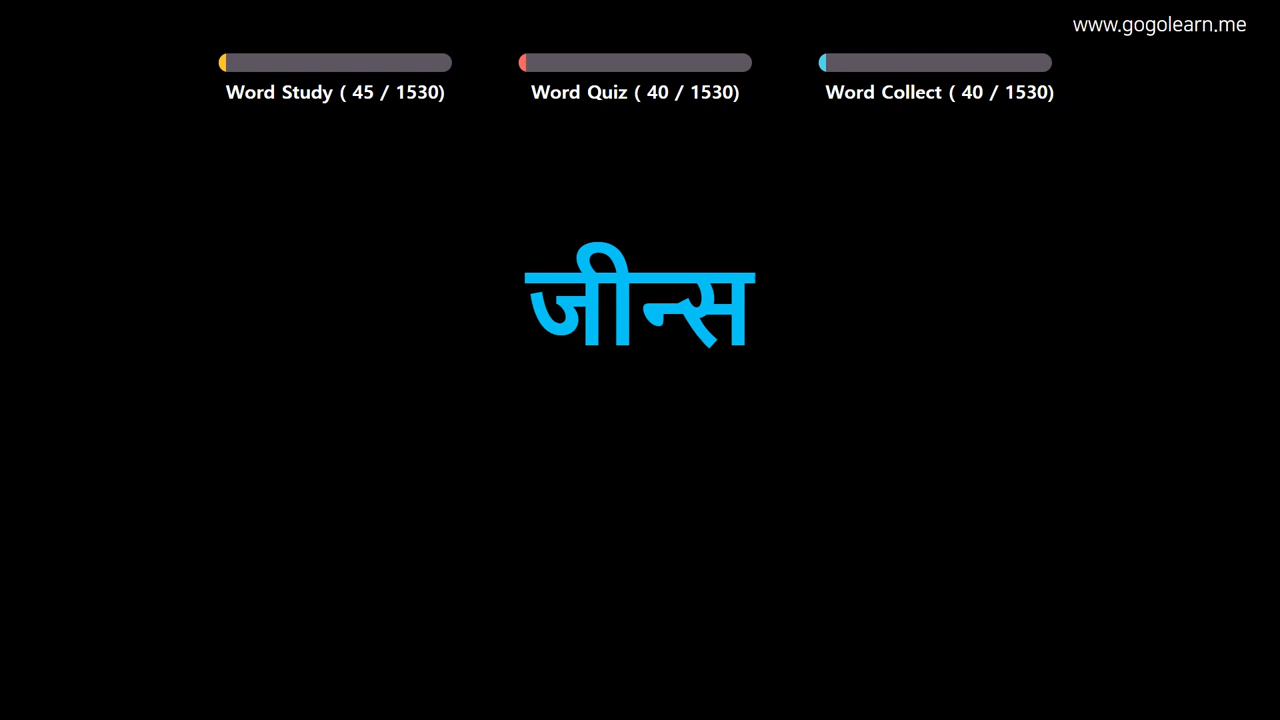 www.gogolearn.me
Word Study ( 45 / 1530)
Word Quiz ( 40 / 1530)
Word Collect ( 40 / 1530)
जीन्स